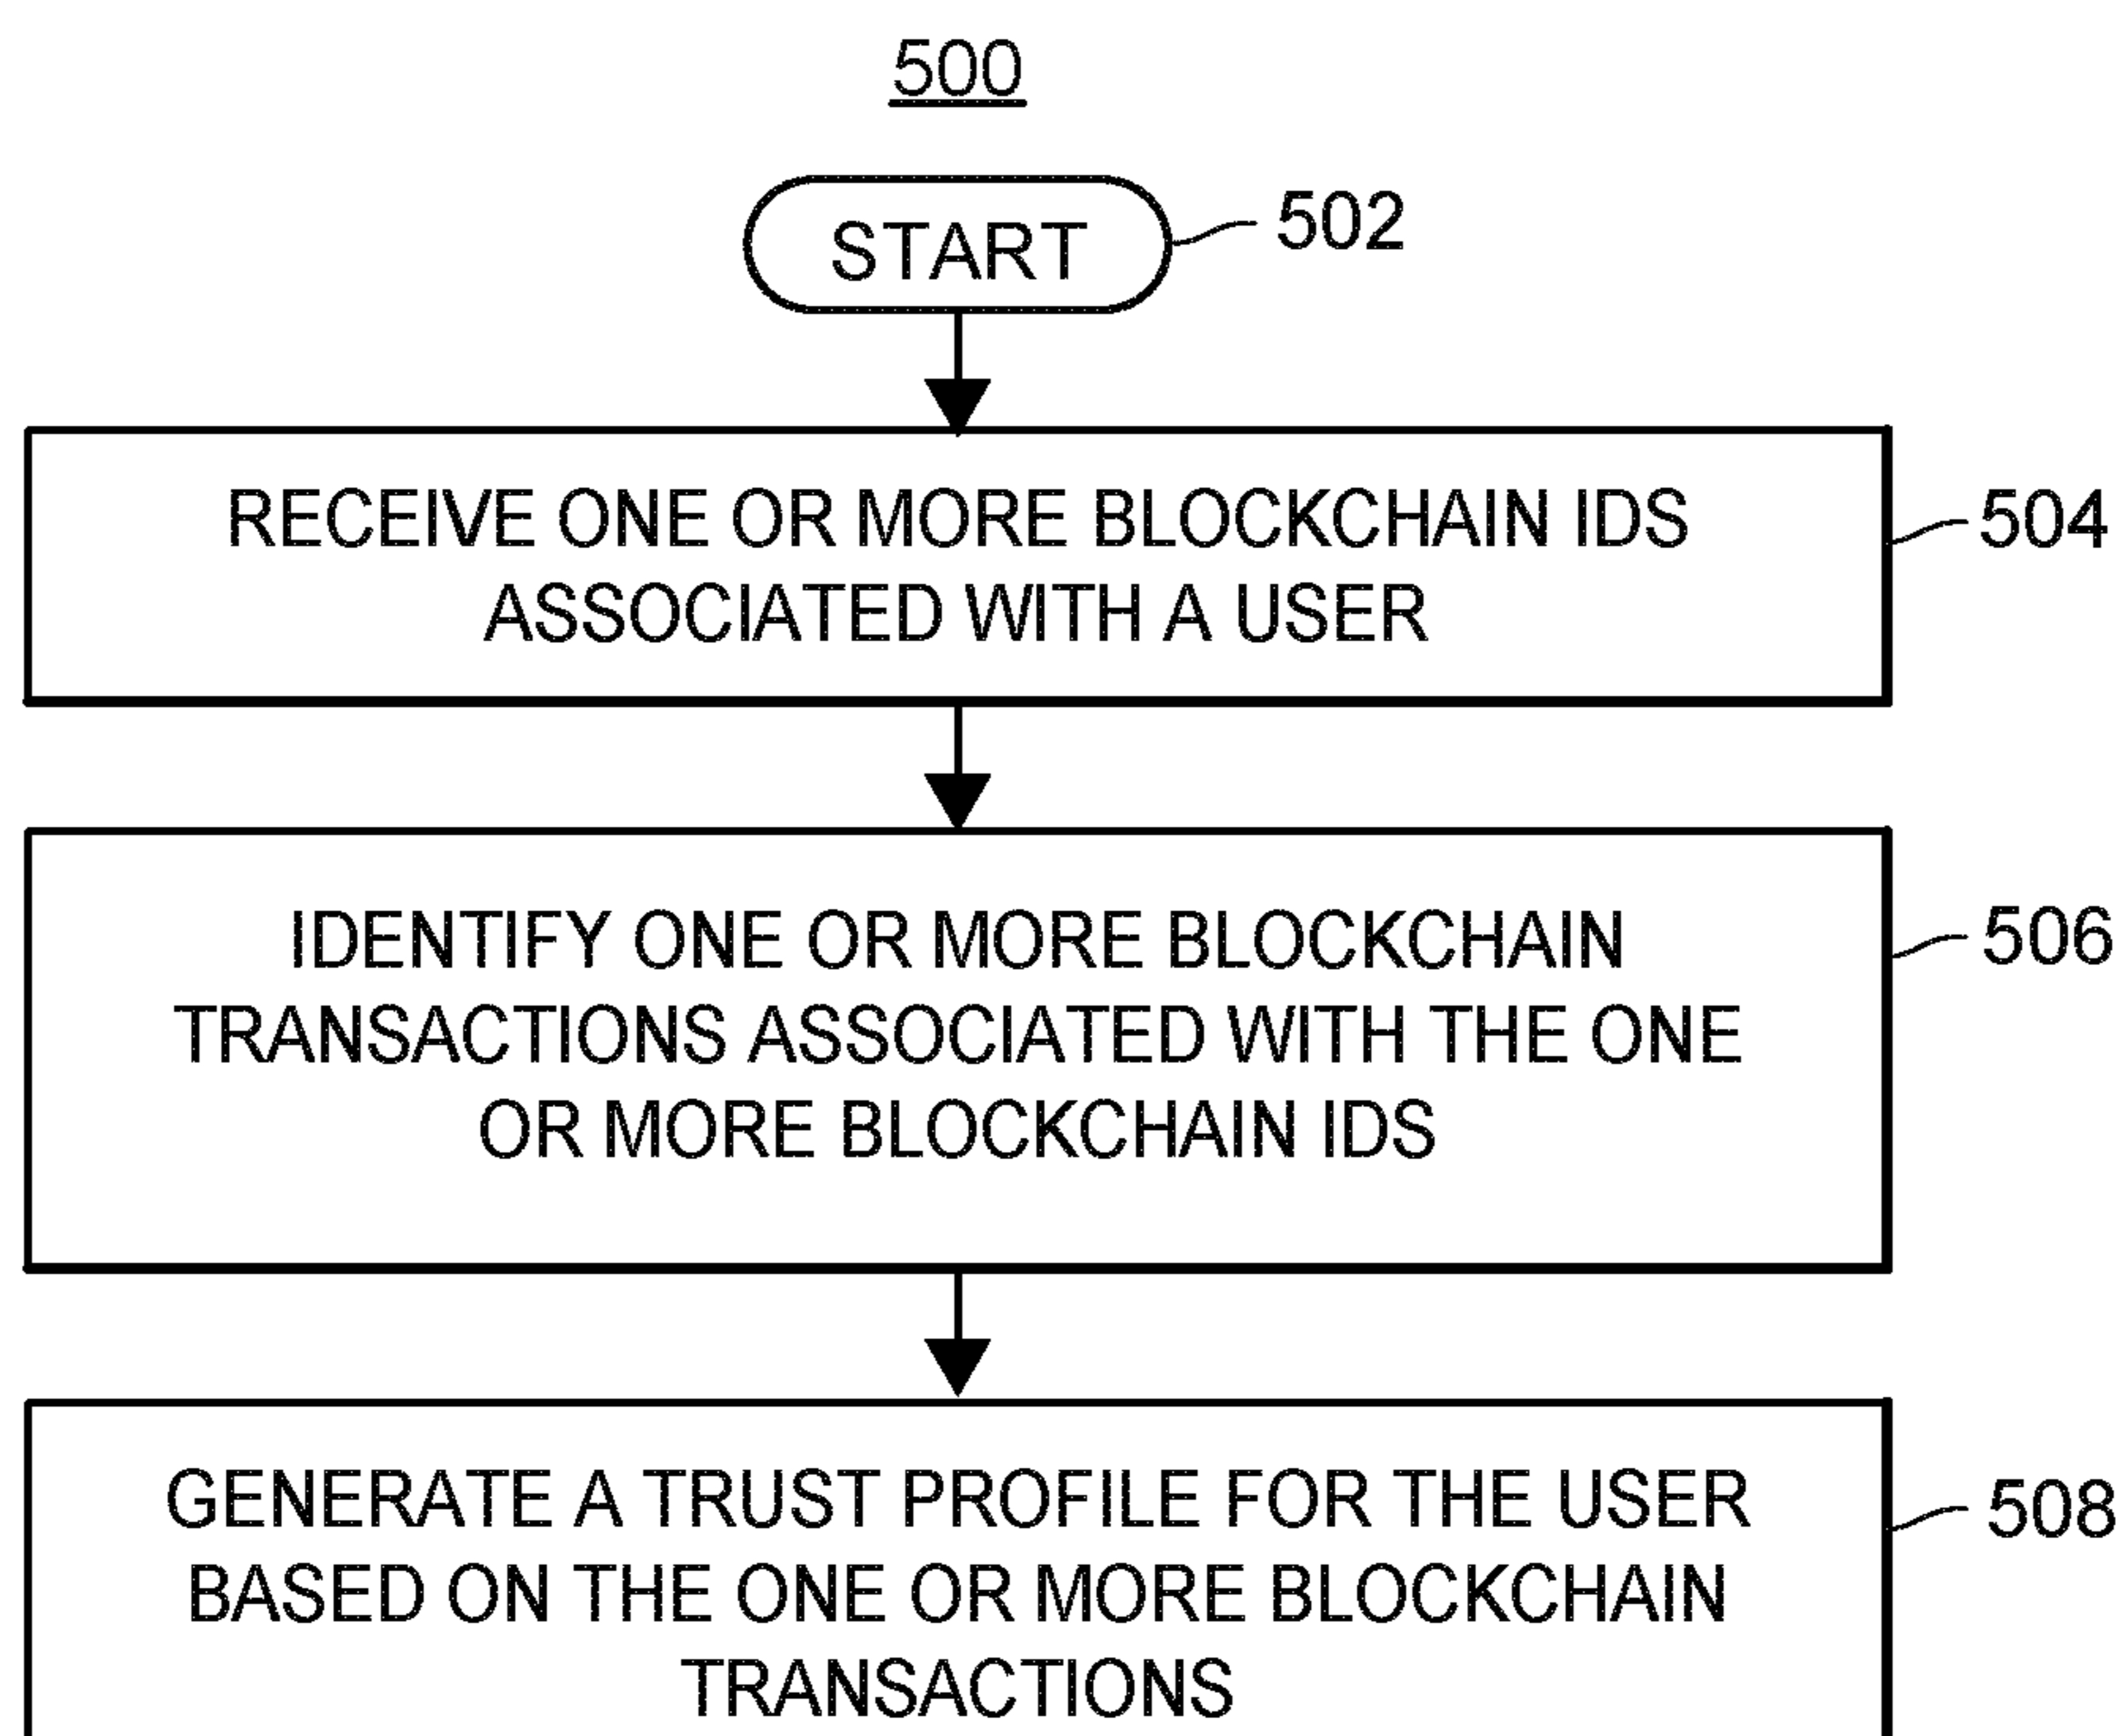 500
START
502
RECEIVE ONE OR MORE BLOCKCHAIN IDS
ASSOCIATED WITH A USER
504
IDENTIFY ONE OR MORE BLOCKCHAIN
TRANSACTIONS ASSOCIATED WITH THE ONE
OR MORE BLOCKCHAIN IDS
506
GENERATE A TRUST PROFILE FOR THE USER
BASED ON THE ONE OR MORE BLOCKCHAIN
TRANSACTIONS
508